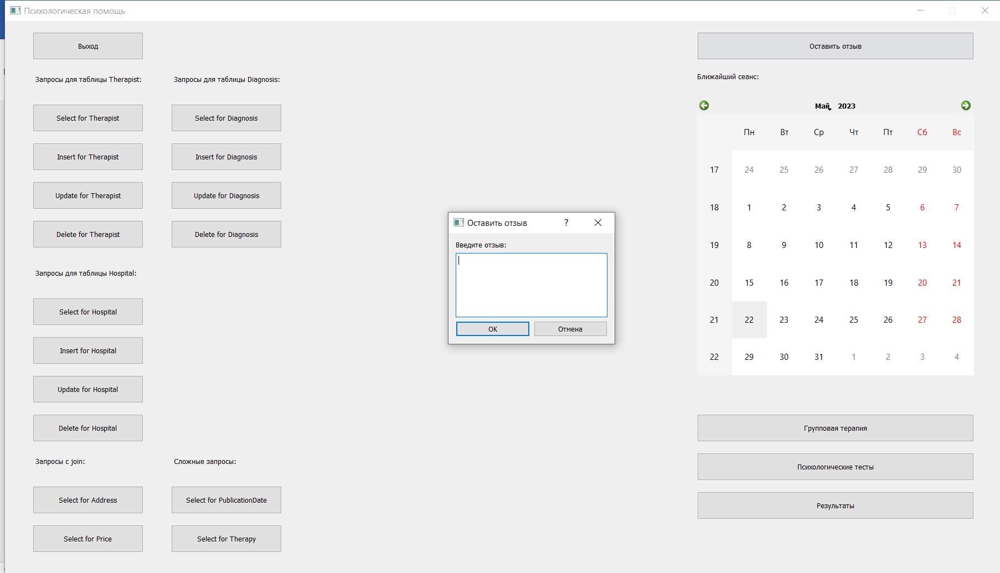 Психологическая помощь
Выход
Оставить отзыв
Запросы для таблицы Therapist:
Запросы для таблицы Diagnosis:
Select for Therapist
Select for Diagnosis
Insert for Therapist
Insert for Diagnosis
Update for Therapist
Update for Diagnosis
Delete for Therapist
Delete for Diagnosis
Запросы для таблицы Hospital:
Select for Hospital
Insert for Hospital
Update for Hospital
Delete for Hospital
Запросы с join:
Сложные запросы:
Select for Address
Select for PublicationDate
Select for Price
Select for Therapy
Оставить отзыв ?
Введите отзыв:
OK
Отмена
Ближайший сеанс:
Май 2023
Пн Вт Ср Чт Пт Сб Вс
17 24 25 26 27 28 29 30
18 1 2 3 4 5 6 7
19 8 9 10 11 12 13 14
20 15 16 17 18 19 20 21
21 22 23 24 25 26 27 28
22 29 30 31 1 2 3 4
Групповая терапия
Психологические тесты
Результаты